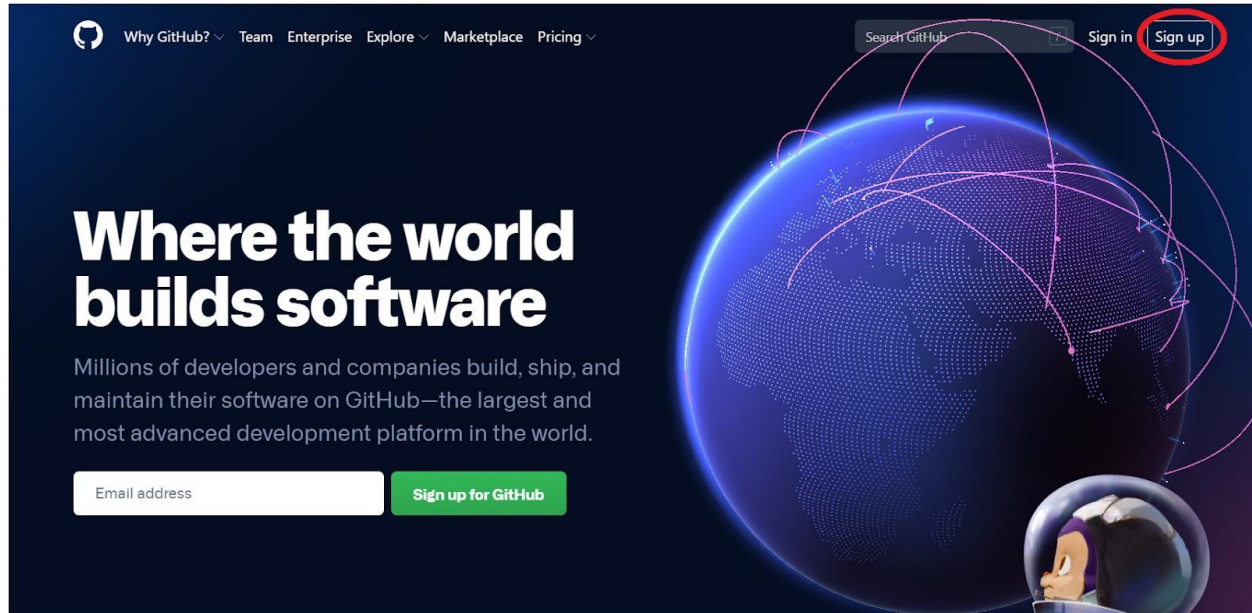 Why GitHub? Team Enterprise Explore Marketplace Pricing Search GitHub / Sign in Sign up
Where the world
builds software
Millions of developers and companies build, ship, and
maintain their software on GitHub—the largest and
most advanced development platform in the world.
Email address Sign up for GitHub